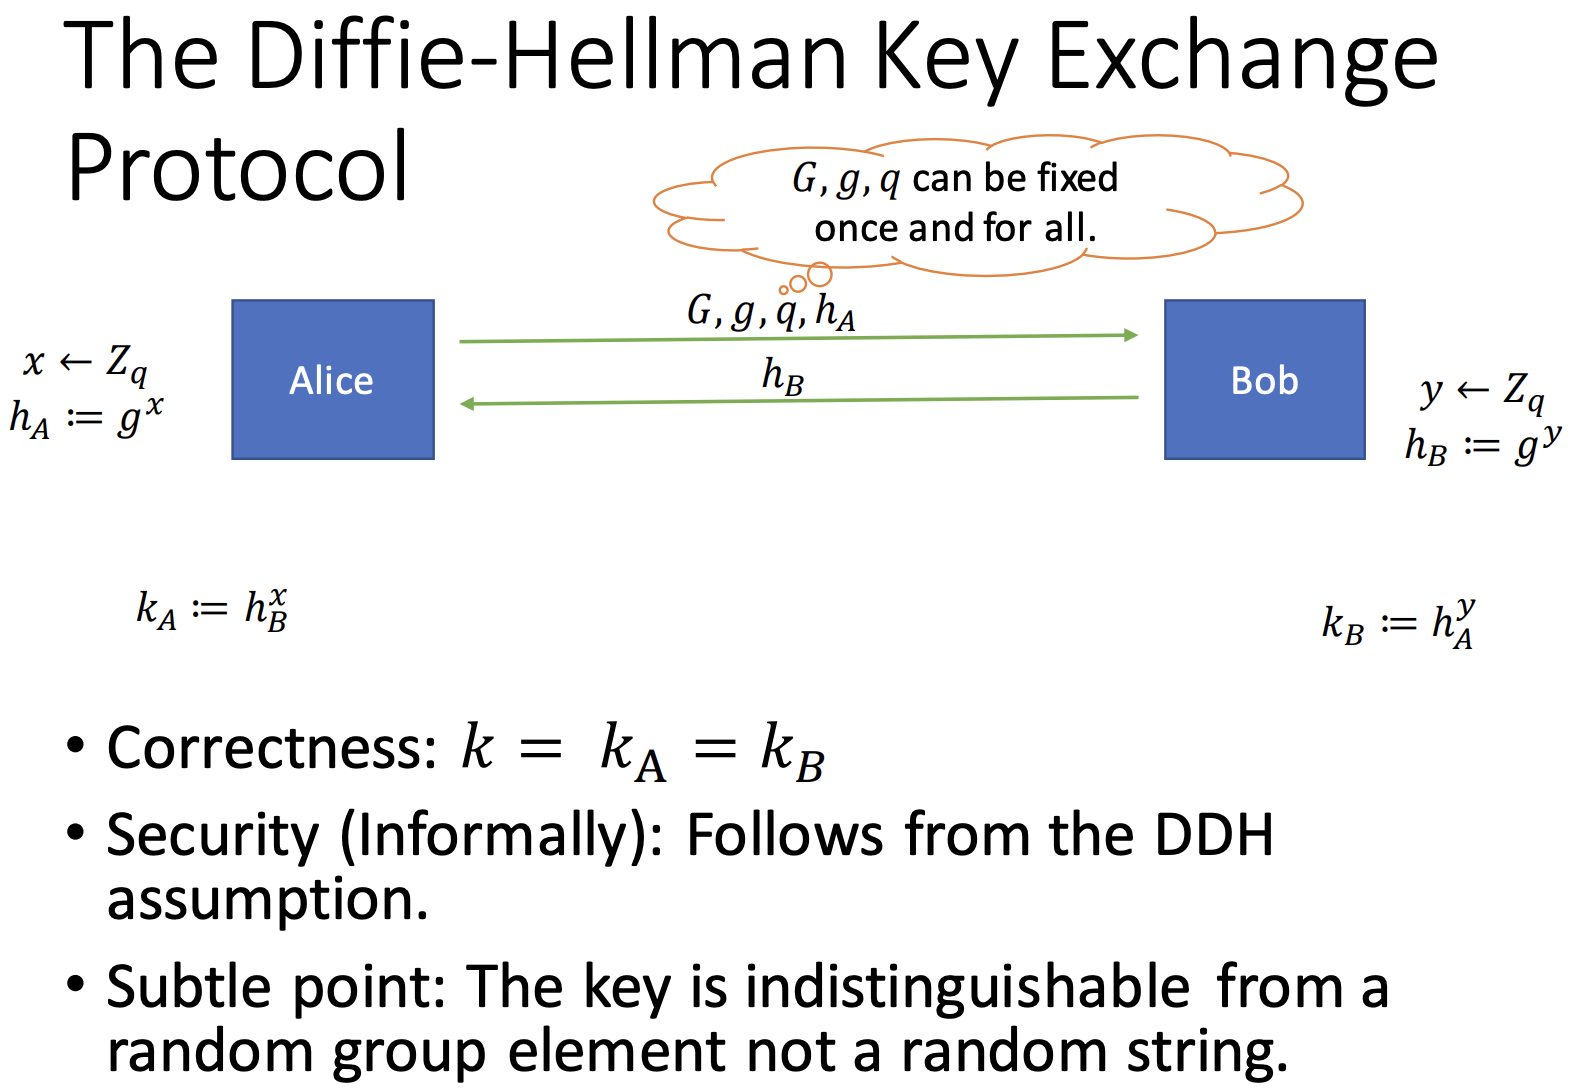 The Diffie-Hellman Key Exchange
Protocol
G, g, q can be fixed
once and for all.
G, g, q, h_A
x ← Z_q
h_A ≔ g^x
Alice
h_B
Bob
y ← Z_q
h_B ≔ g^y
k_A ≔ h_B^x
k_B ≔ h_A^y
• Correctness: k = k_A = k_B
• Security (Informally): Follows from the DDH
assumption.
• Subtle point: The key is indistinguishable from a
random group element not a random string.